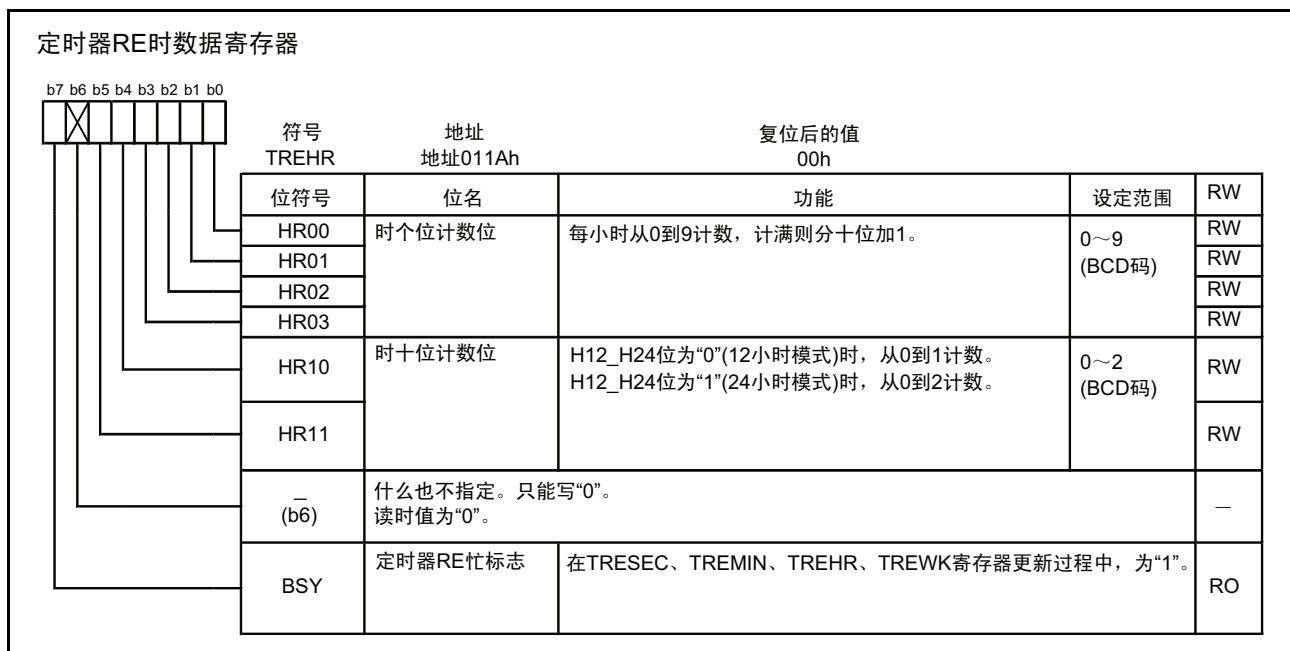 定时器RE时数据寄存器
b7 b6 b5 b4 b3 b2 b1 b0
符号 地址 复位后的值
TREHR 地址011Ah 00h
位符号 位名 功能 设定范围 RW
HR00 时个位计数位 每小时从0到9计数，计满则分十位加1。 0～9 RW
HR01 (BCD码) RW
HR02 RW
HR03 RW
HR10 时十位计数位 H12_H24位为“0”(12小时模式)时，从0到1计数。 0～2 RW
H12_H24位为“1”(24小时模式)时，从0到2计数。 (BCD码)
HR11 RW
— 什么也不指定。只能写“0”。 —
(b6) 读时值为“0”。
BSY 定时器RE忙标志 在TRESEC、TREMIN、TREHR、TREWK寄存器更新过程中，为“1”。 RO